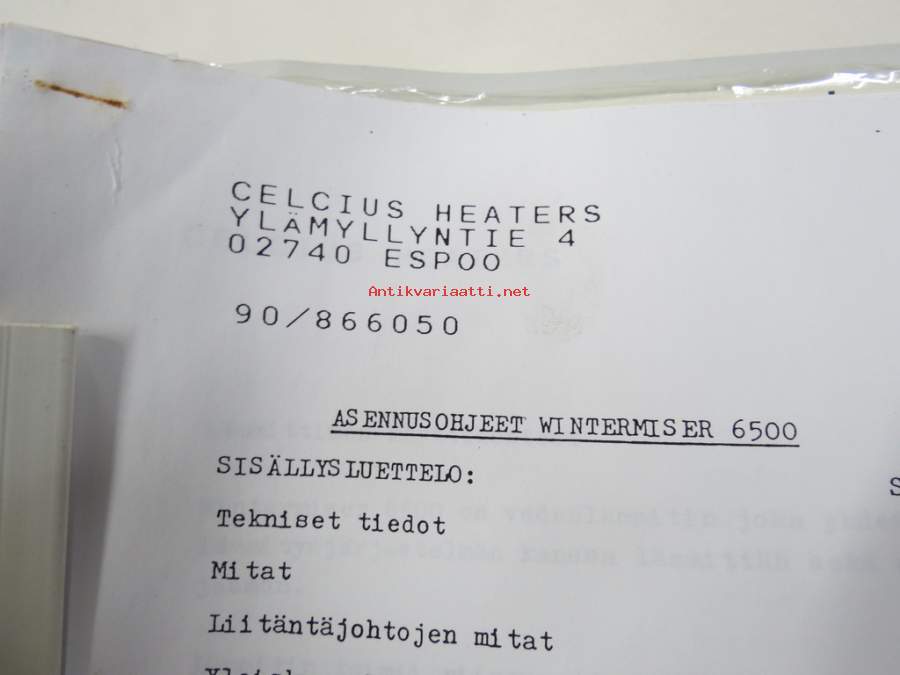 CELCIUS HEATERS
YLÄMYLLYNTIE 4
02740 ESPOO
Antikvariaatti.net
90/866050
ASENNUSOHJEET WINTERMISER 6500
SISÄLLYSLUETTELO:
S
Tekniset tiedot
Mitat
Liitäntäjohtojen mitat